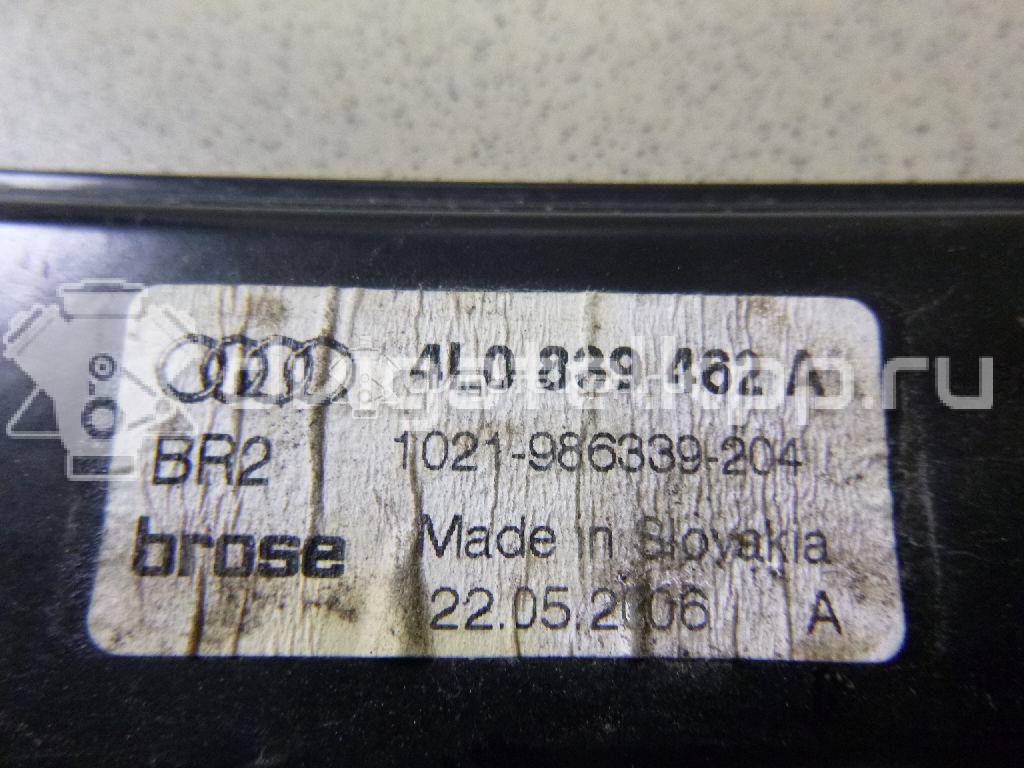 4L0 839 462 A
BR2 1021-986339-204
brose Made in Slovakia
22.05.2006 A